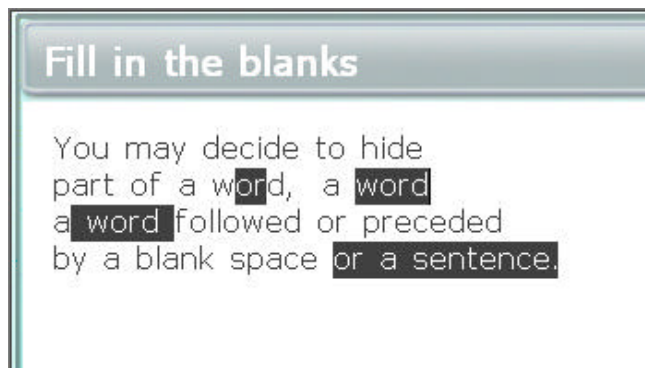 Fill in the blanks
You may decide to hide
part of a word,  a word
a word followed or preceded
by a blank space or a sentence.